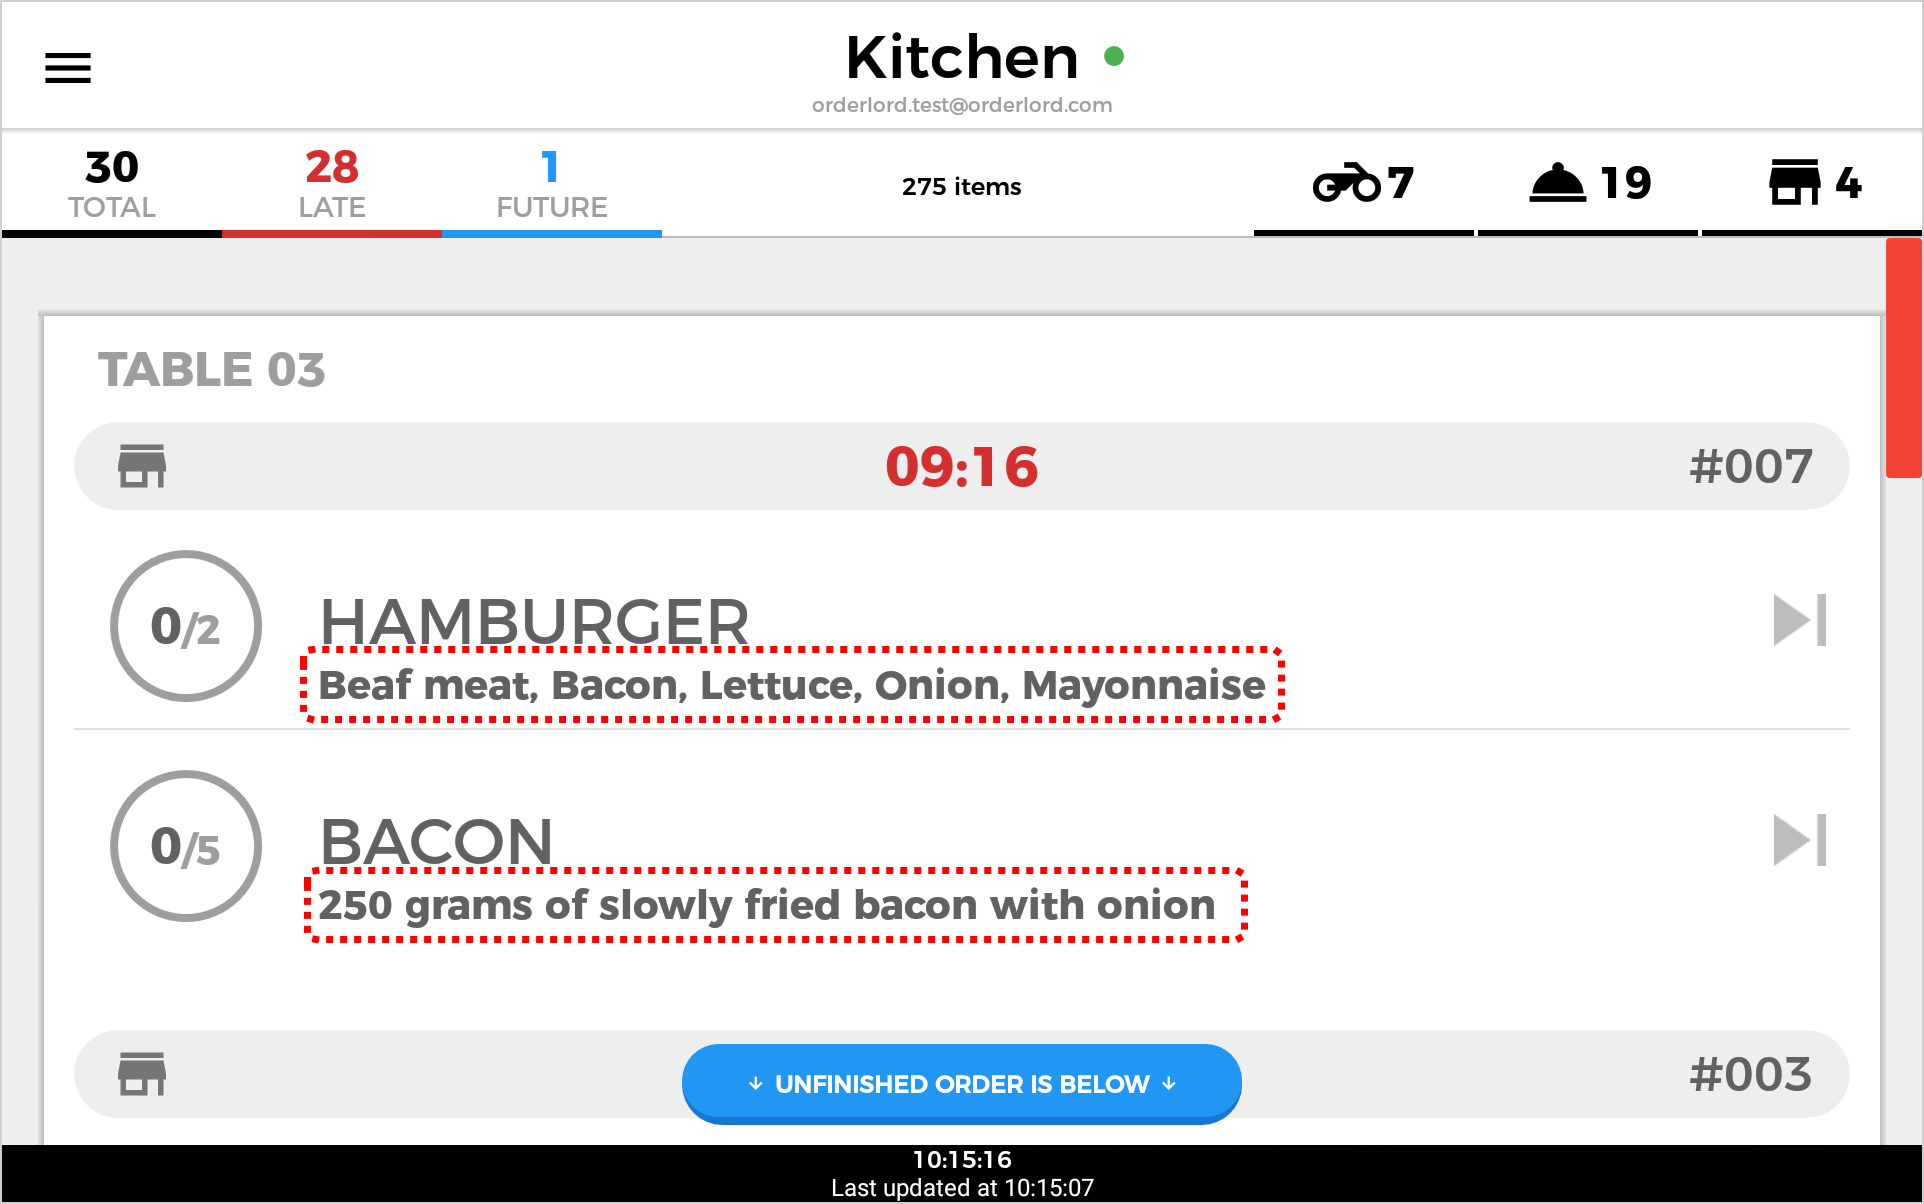 Kitchen
orderlord.test@orderlord.com
30 28 1
TOTAL LATE FUTURE
275 items
7 19 4
TABLE 03
09:16 #007
0/2 HAMBURGER
Beaf meat, Bacon, Lettuce, Onion, Mayonnaise
0/5 BACON
250 grams of slowly fried bacon with onion
#003
↓ UNFINISHED ORDER IS BELOW ↓
10:15:16
Last updated at 10:15:07